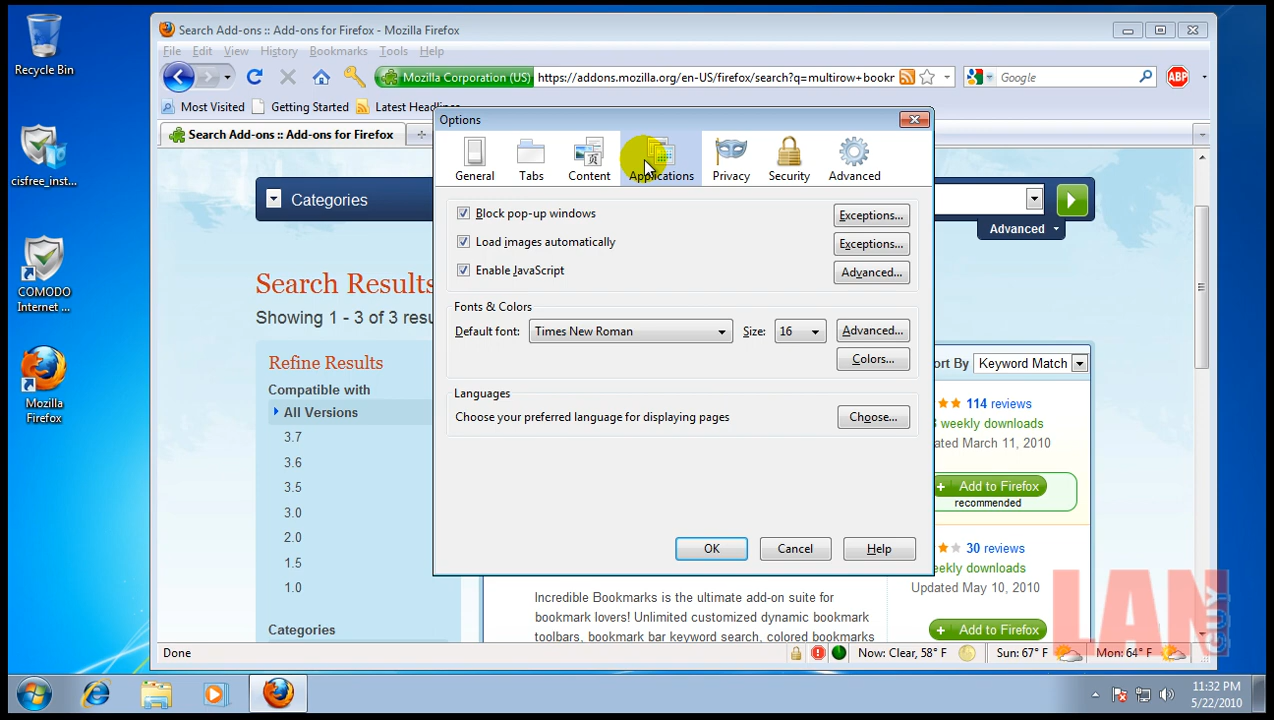 Recycle Bin
cisfree_inst...
COMODO
Internet ...
Mozilla
Firefox
Search Add-ons :: Add-ons for Firefox - Mozilla Firefox
File Edit View History Bookmarks Tools Help
Mozilla Corporation (US) https://addons.mozilla.org/en-US/firefox/search?q=multirow+bookr
Google
ABP
Most Visited Getting Started Latest Headlines
Search Add-ons :: Add-ons for Firefox
Categories
Advanced
Search Results
Showing 1 - 3 of 3
Refine Results
Compatible with
All Versions
3.7
3.6
3.5
3.0
2.0
1.5
1.0
Categories
Options
General Tabs Content Applications Privacy Security Advanced
Block pop-up windows Exceptions...
Load images automatically Exceptions...
Enable JavaScript Advanced...
Fonts & Colors
Default font: Times New Roman Size: 16 Advanced...
Colors...
Languages
Choose your preferred language for displaying pages Choose...
OK Cancel Help
By Keyword Match
114 reviews
weekly downloads
Updated March 11, 2010
+ Add to Firefox
recommended
30 reviews
weekly downloads
Updated May 10, 2010
+ Add to Firefox
Incredible Bookmarks is the ultimate add-on suite for
bookmark lovers! Unlimited customized dynamic bookmark
toolbars, bookmark bar keyword search, colored bookmarks
LAN
GUY
Done
Now: Clear, 58° F Sun: 67° F Mon: 64° F
11:32 PM
5/22/2010